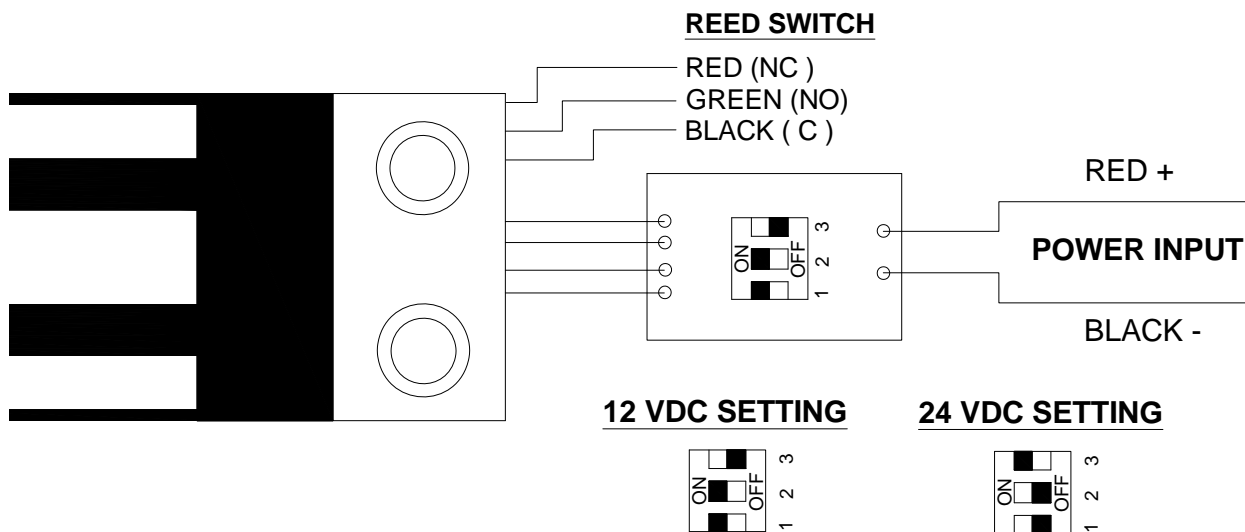 REED SWITCH
RED (NC )
GREEN (NO)
BLACK ( C )
RED +
POWER INPUT
BLACK -
ON
OFF
3
2
1
12 VDC SETTING
24 VDC SETTING
ON
OFF
3
2
1
ON
OFF
3
2
1